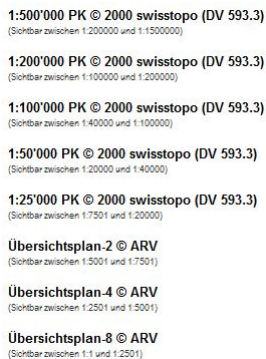 1:500'000 PK © 2000 swisstopo (DV 593.3)
(Sichtbar zwischen 1:200000 und 1:1500000)
1:200'000 PK © 2000 swisstopo (DV 593.3)
(Sichtbar zwischen 1:100000 und 1:200000)
1:100'000 PK © 2000 swisstopo (DV 593.3)
(Sichtbar zwischen 1:40000 und 1:100000)
1:50'000 PK © 2000 swisstopo (DV 593.3)
(Sichtbar zwischen 1:20000 und 1:40000)
1:25'000 PK © 2000 swisstopo (DV 593.3)
(Sichtbar zwischen 1:7501 und 1:20000)
Übersichtsplan-2 © ARV
(Sichtbar zwischen 1:5001 und 1:7501)
Übersichtsplan-4 © ARV
(Sichtbar zwischen 1:2501 und 1:5001)
Übersichtsplan-8 © ARV
(Sichtbar zwischen 1:1 und 1:2501)